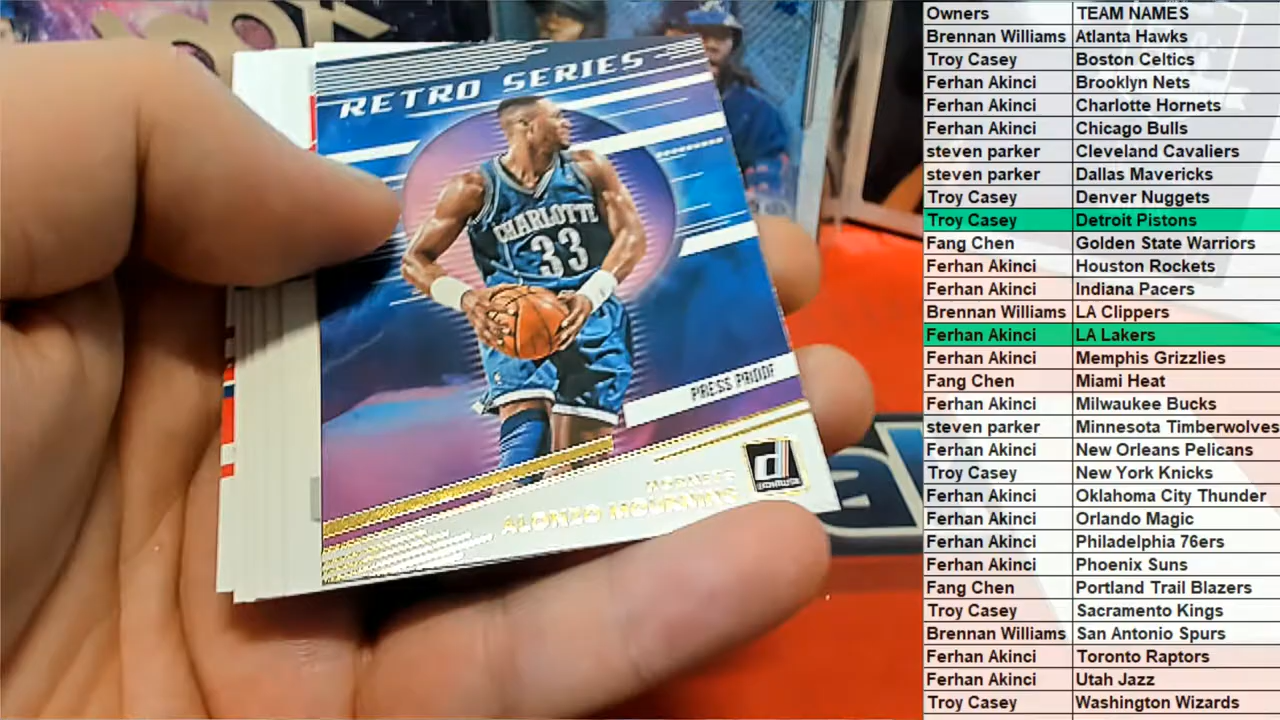 RETRO SERIES
CHARLOTTE
33
PRESS PROOF
HORNETS
ALONZO MOURNING
d
DONRUSS
Owners TEAM NAMES
Brennan Williams Atlanta Hawks
Troy Casey Boston Celtics
Ferhan Akinci Brooklyn Nets
Ferhan Akinci Charlotte Hornets
Ferhan Akinci Chicago Bulls
steven parker Cleveland Cavaliers
steven parker Dallas Mavericks
Troy Casey Denver Nuggets
Troy Casey Detroit Pistons
Fang Chen Golden State Warriors
Ferhan Akinci Houston Rockets
Ferhan Akinci Indiana Pacers
Brennan Williams LA Clippers
Ferhan Akinci LA Lakers
Ferhan Akinci Memphis Grizzlies
Fang Chen Miami Heat
Ferhan Akinci Milwaukee Bucks
steven parker Minnesota Timberwolves
Ferhan Akinci New Orleans Pelicans
Troy Casey New York Knicks
Ferhan Akinci Oklahoma City Thunder
Ferhan Akinci Orlando Magic
Ferhan Akinci Philadelphia 76ers
Ferhan Akinci Phoenix Suns
Fang Chen Portland Trail Blazers
Troy Casey Sacramento Kings
Brennan Williams San Antonio Spurs
Ferhan Akinci Toronto Raptors
Ferhan Akinci Utah Jazz
Troy Casey Washington Wizards